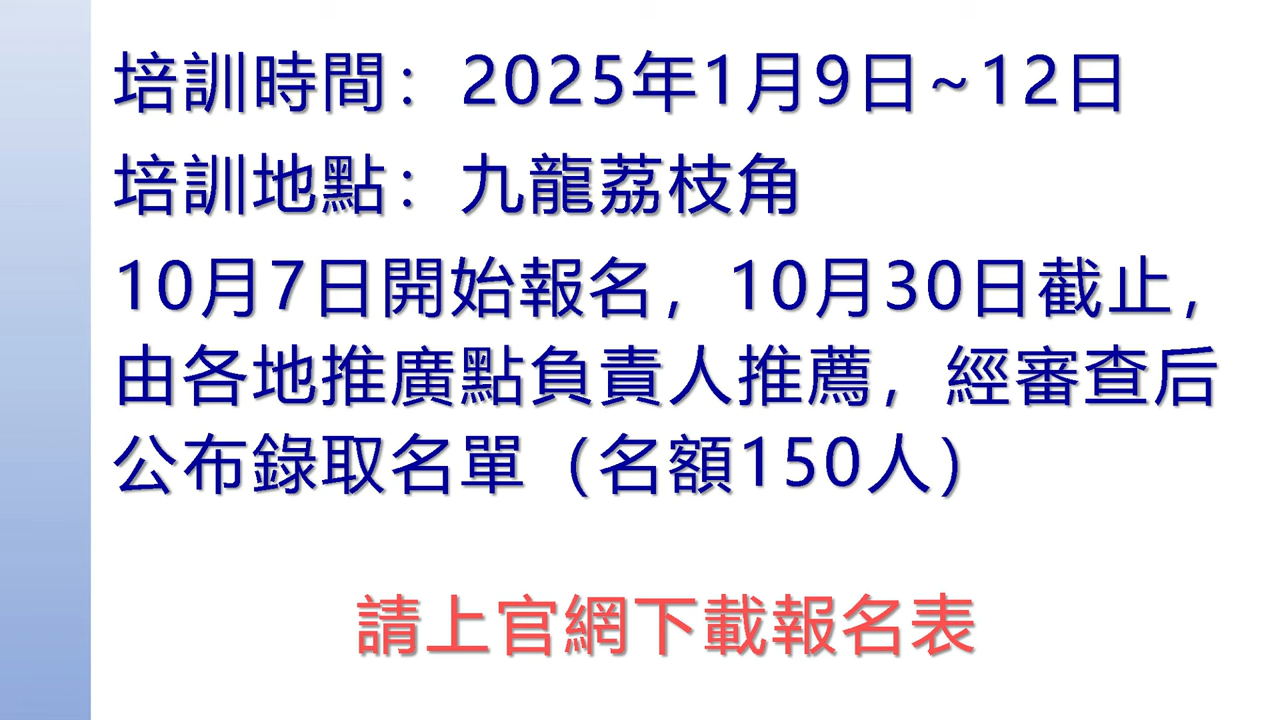 培訓時間：2025年1月9日~12日
培訓地點：九龍荔枝角
10月7日開始報名，10月30日截止，
由各地推廣點負責人推薦，經審查后
公布錄取名單（名額150人）
請上官網下載報名表